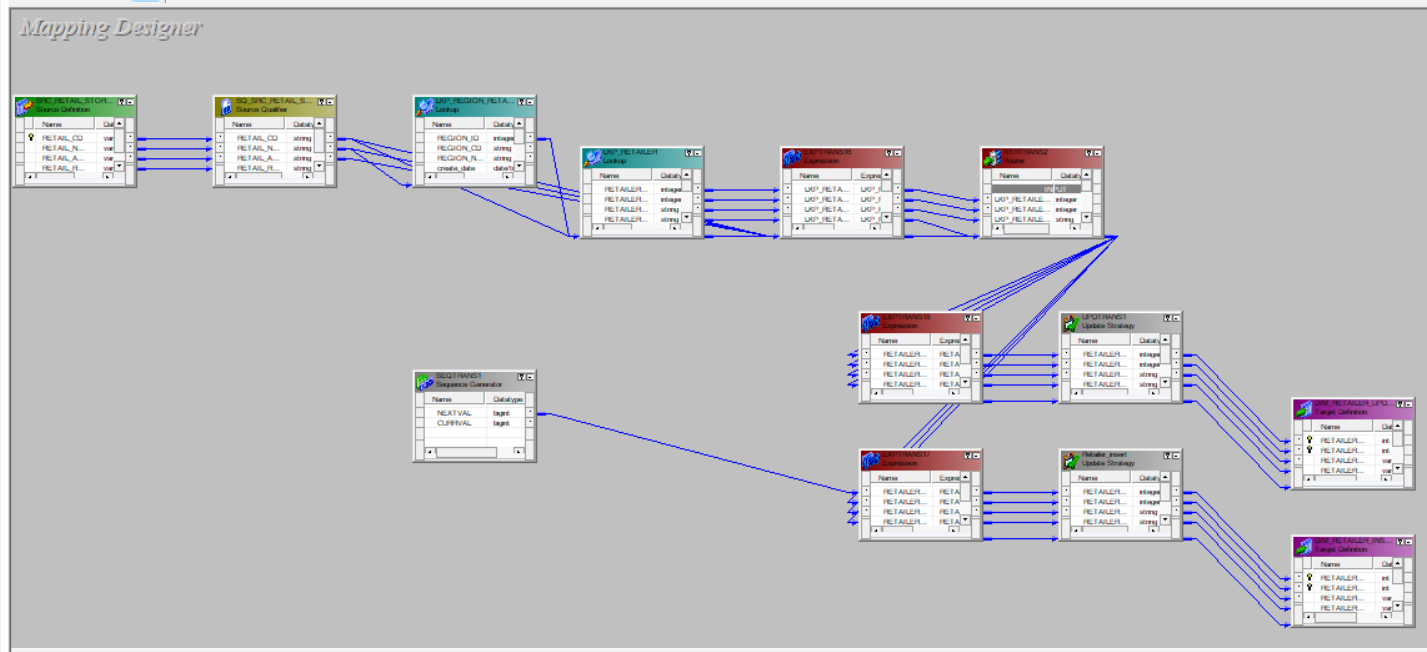 Mapping Designer
SRC_RETAIL_STOR...
Source Definition
Name Dat
RETAIL_CD var
RETAIL_N... var
RETAIL_A... var
RETAIL_R... var
SQ_SRC_RETAIL_S...
Source Qualifier
Name Dataty
RETAIL_CD string
RETAIL_N... string
RETAIL_A... string
RETAIL_R... string
LKP_REGION_RETA...
Lookup
Name Dataty
REGION_ID integer
REGION_CD string
REGION_N... string
create_date date/t
LKP_RETAILER
Lookup
Name Dataty
RETAILER... integer
RETAILER... integer
RETAILER... string
RETAILER... string
EXPTRANS16
Expression
Name Expre
LKP_RETA... LKP_F
LKP_RETA... LKP_F
LKP_RETA... LKP_F
LKP_RETA... LKP_F
RTRTRANS2
Router
Name Dataty
INPUT
LKP_RETAILE... integer
LKP_RETAILE... integer
LKP_RETAILE... string
Expression
Name Expre
RETAILER... RETA
RETAILER... RETA
RETAILER... RETA
RETAILER... RETA
UPDTRANS1
Update Strategy
Name Dataty
RETAILER... integer
RETAILER... integer
RETAILER... string
RETAILER... string
SEQTRANS1
Sequence Generator
Name Datatype
NEXTVAL bigint
CURRVAL bigint
DIM_RETAILER_UPD...
Target Definition
Name Dat
RETAILER... int
RETAILER... int
RETAILER... var
RETAILER... var
EXPTRANS17
Expression
Name Expre
RETAILER... RETA
RETAILER... RETA
RETAILER... RETA
RETAILER... RETA
Retailer_insert
Update Strategy
Name Dataty
RETAILER... integer
RETAILER... integer
RETAILER... string
RETAILER... string
DIM_RETAILER_INS...
Target Definition
Name Dat
RETAILER... int
RETAILER... int
RETAILER... var
RETAILER... var